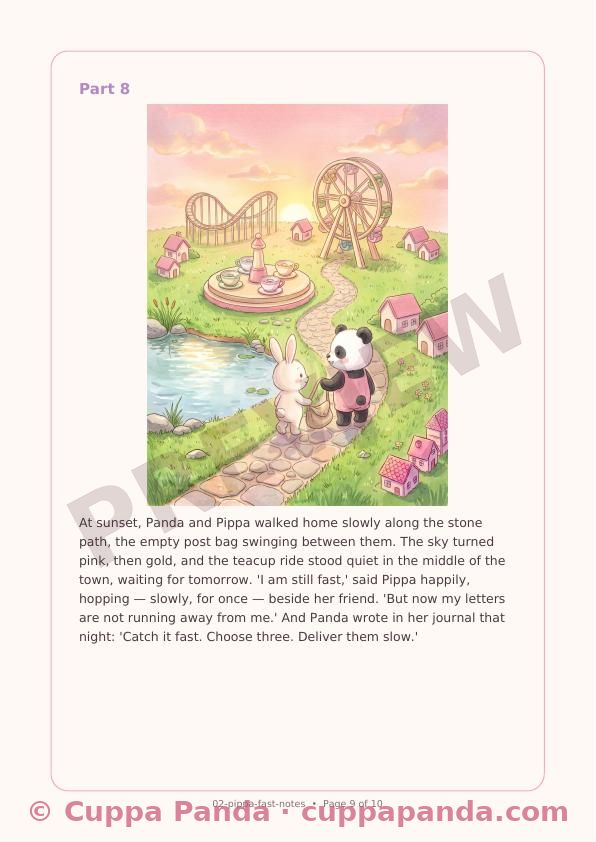 Part 8
PREVIEW
At sunset, Panda and Pippa walked home slowly along the stone
path, the empty post bag swinging between them. The sky turned
pink, then gold, and the teacup ride stood quiet in the middle of the
town, waiting for tomorrow. 'I am still fast,' said Pippa happily,
hopping — slowly, for once — beside her friend. 'But now my letters
are not running away from me.' And Panda wrote in her journal that
night: 'Catch it fast. Choose three. Deliver them slow.'
02-pippa-fast-notes • Page 9 of 10
© Cuppa Panda · cuppapanda.com